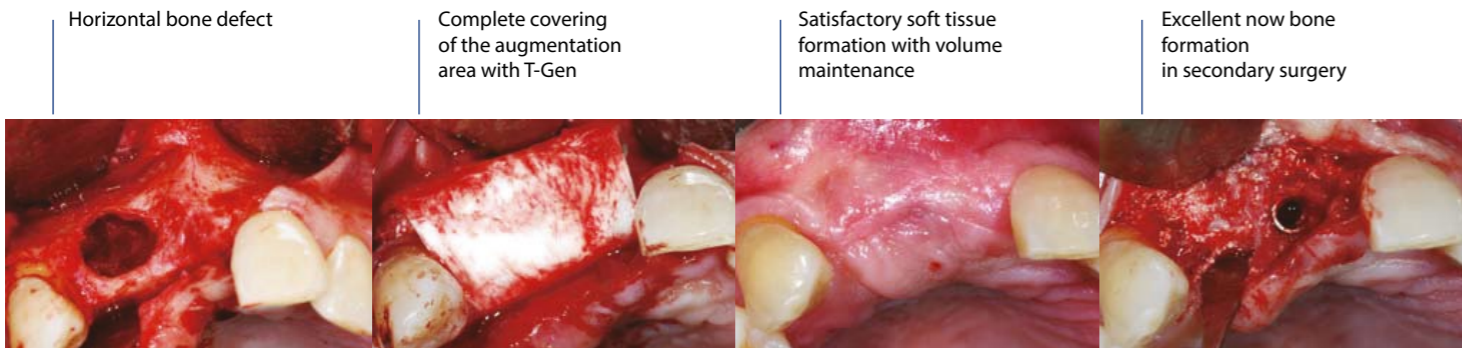 Horizontal bone defect
Complete covering
of the augmentation
area with T-Gen
Satisfactory soft tissue
formation with volume
maintenance
Excellent now bone
formation
in secondary surgery